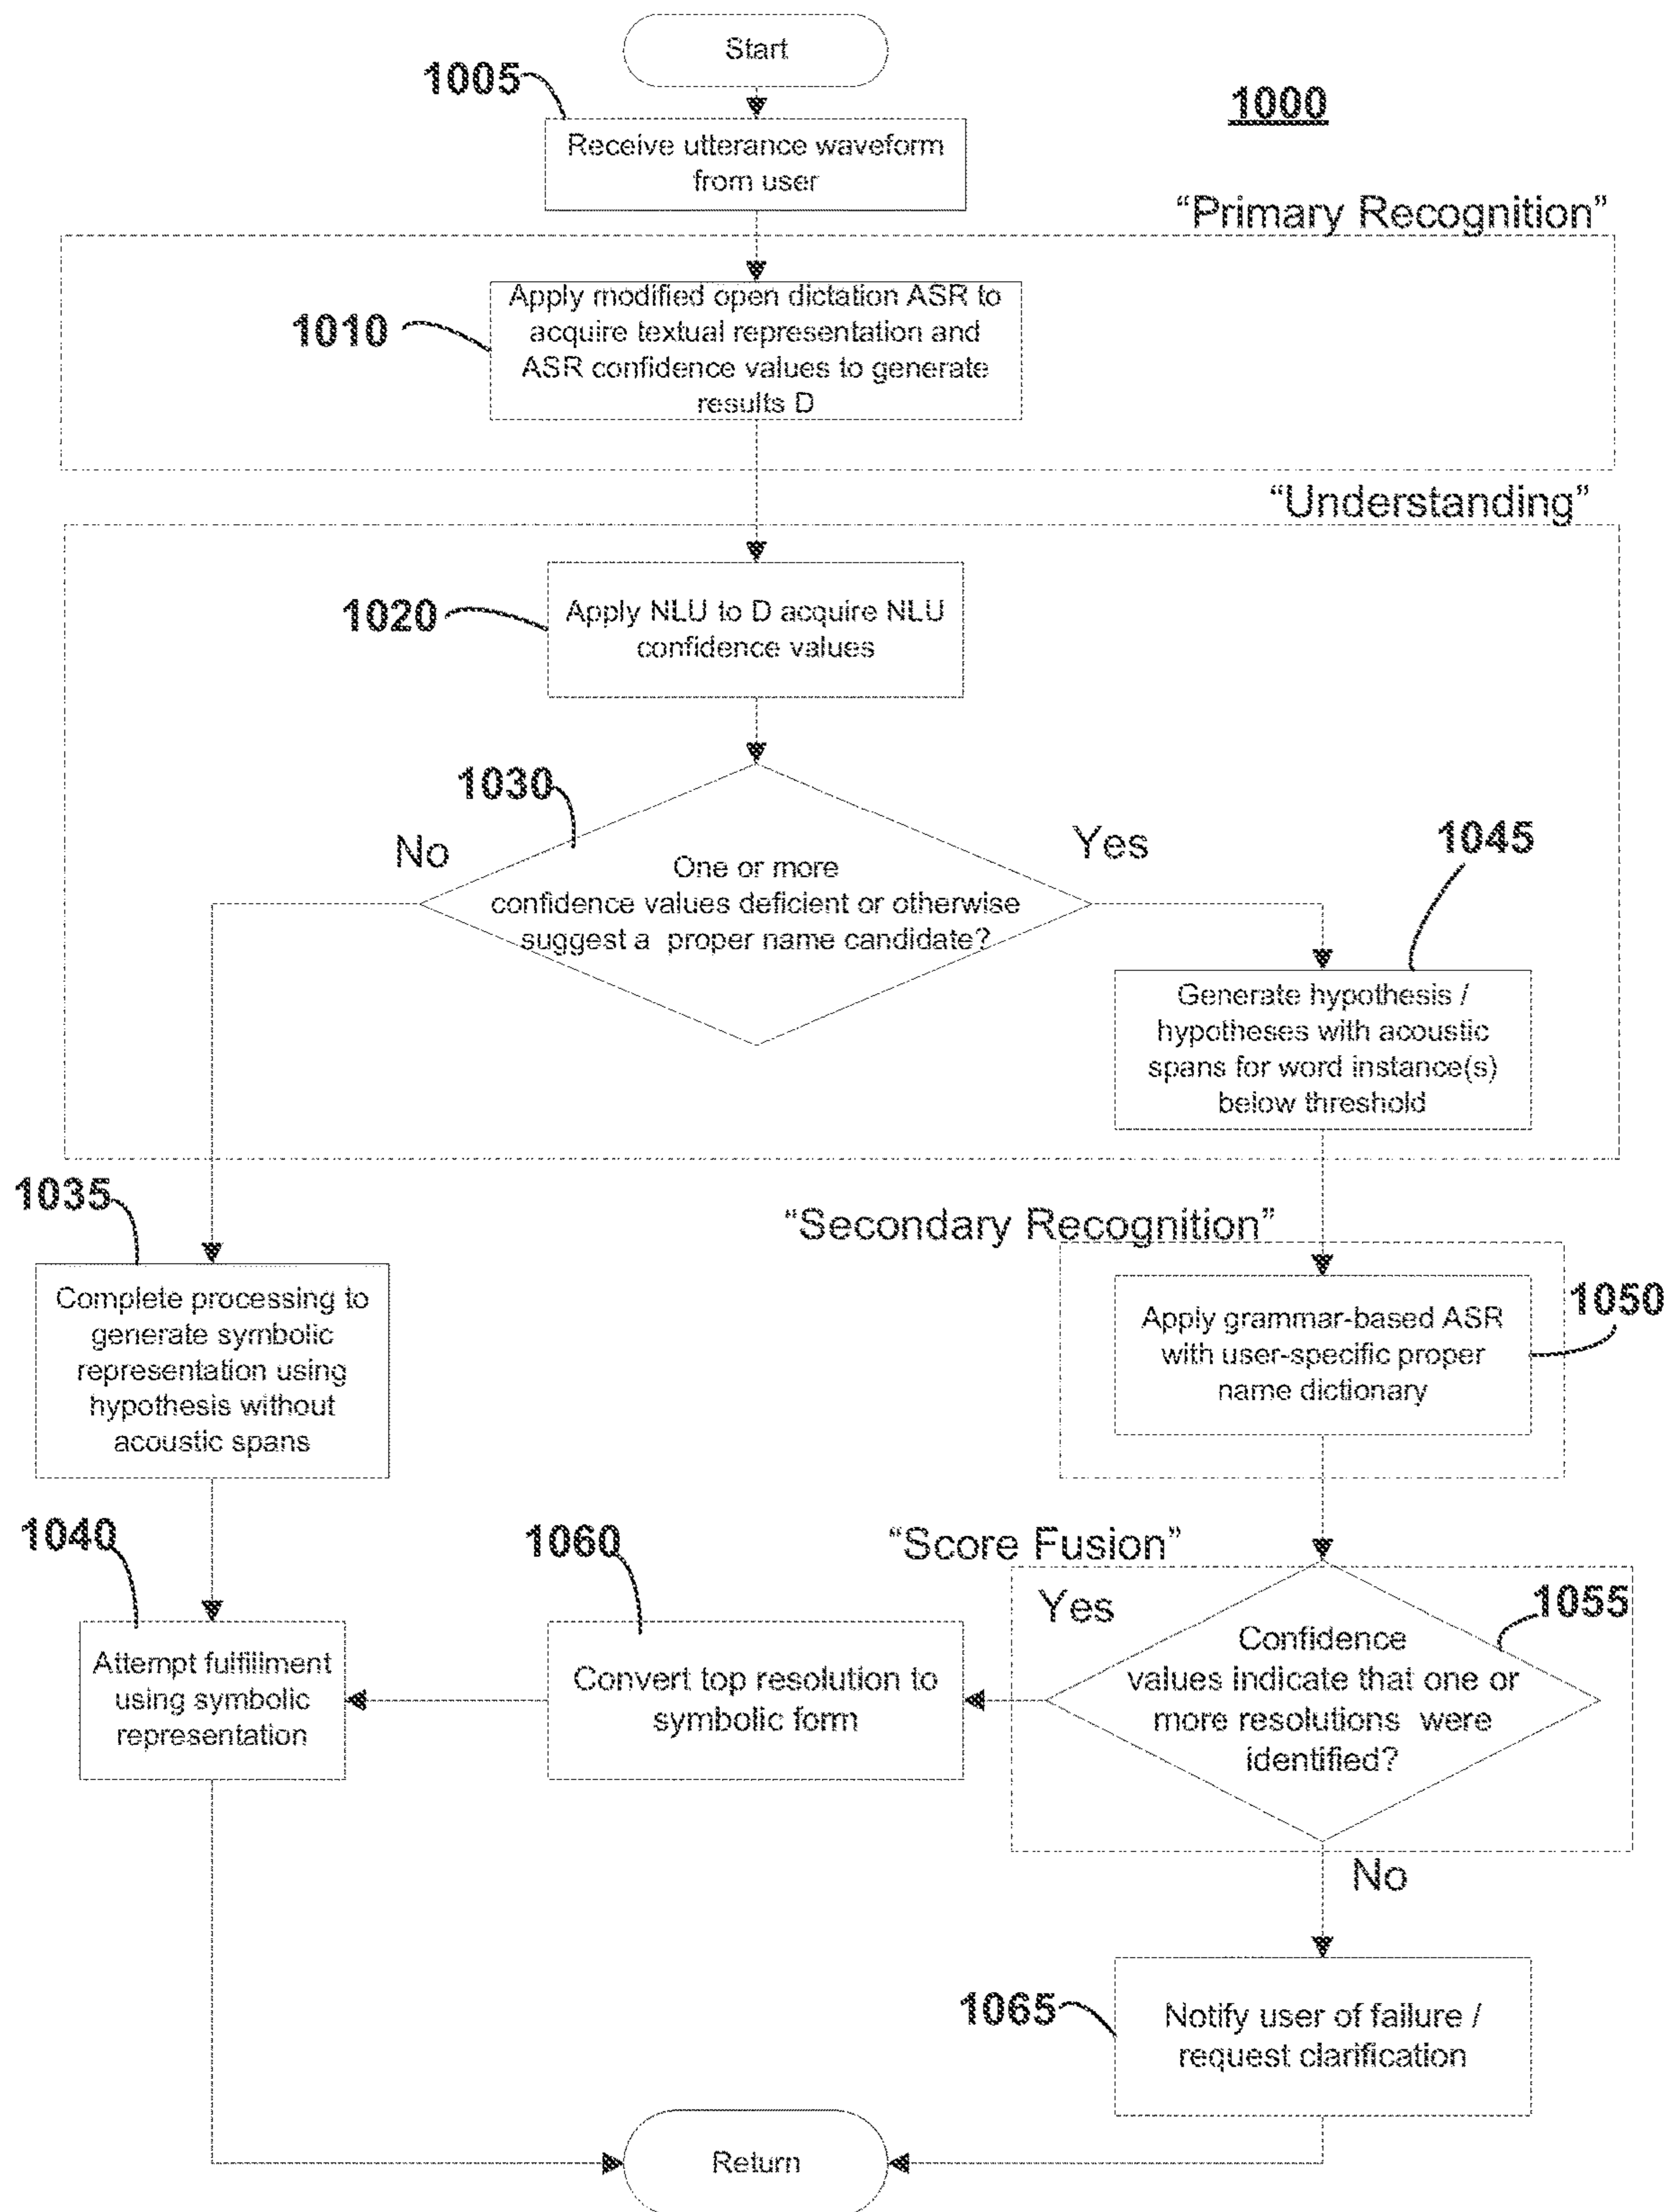 Start
1005
1000
Receive utterance waveform
from user
“Primary Recognition”
1010
Apply modified open dictation ASR to
acquire textual representation and
ASR confidence values to generate
results D
“Understanding”
1020
Apply NLU to D acquire NLU
confidence values
1030
No
Yes
1045
One or more
confidence values deficient or otherwise
suggest a proper name candidate?
Generate hypothesis /
hypotheses with acoustic
spans for word instance(s)
below threshold
1035
“Secondary Recognition”
Complete processing to
generate symbolic
representation using
hypothesis without
acoustic spans
1050
Apply grammar-based ASR
with user-specific proper
name dictionary
1040
1060
“Score Fusion”
Yes
1055
Attempt fulfillment
using symbolic
representation
Convert top resolution to
symbolic form
Confidence
values indicate that one or
more resolutions were
identified?
No
1065
Notify user of failure /
request clarification
Return